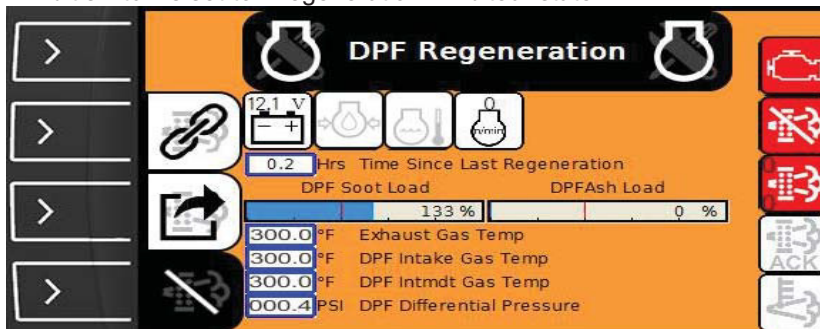 DPF Regeneration
12,1 V
0
n/min
0.2 Hrs Time Since Last Regeneration
DPF Soot Load DPFAsh Load
133 % 0 %
300.0 °F Exhaust Gas Temp
300.0 °F DPF Intake Gas Temp
300.0 °F DPF Intmdt Gas Temp
000.4 PSI DPF Differential Pressure
0
0
ACK